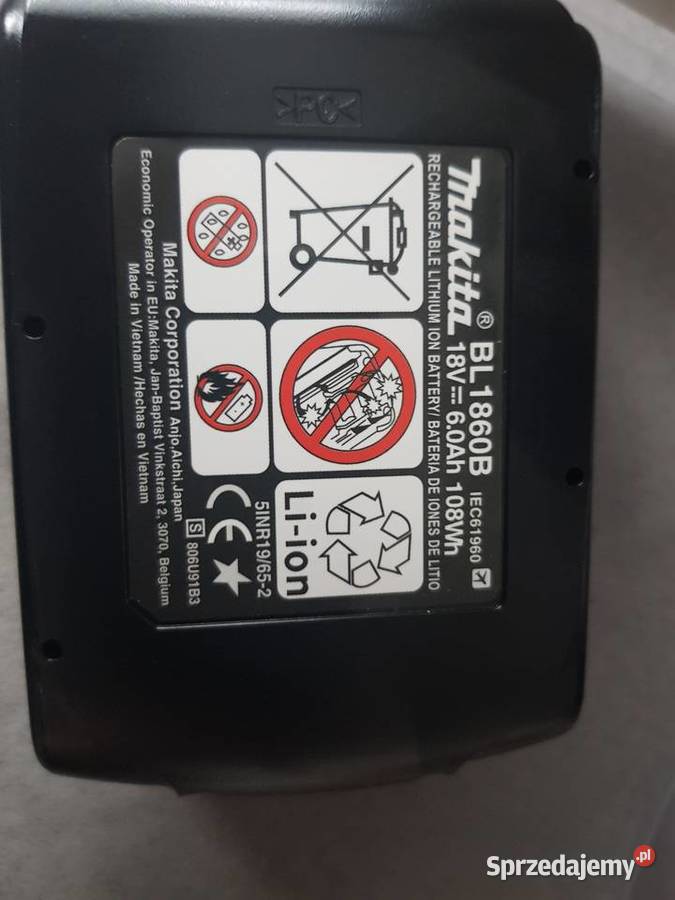 >PC<
makita® BL1860B IEC61960
18V⎓ 6.0Ah 108Wh
RECHARGEABLE LITHIUM ION BATTERY/ BATERIA DE IONES DE LITIO
Li-ion
5INR19/65-2
CE
S 806U91B3
Makita Corporation Anjo,Aichi,Japan
Economic Operator in EU:Makita, Jan-Baptist Vinkstraat 2, 3070, Belgium
Made in Vietnam /Hechas en Vietnam
Sprzedajemy.pl